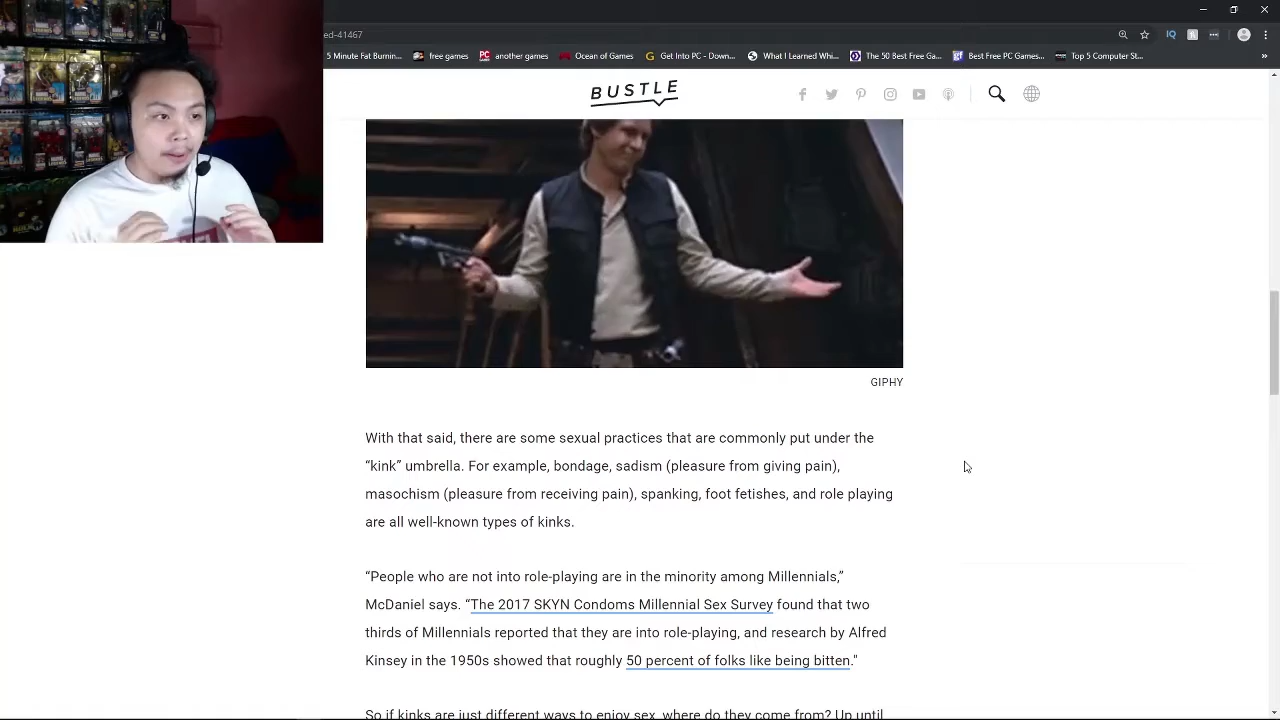 ed-41467
5 Minute Fat Burnin...
fps games
another games
Ocean of Games
Get Into PC - Down...
What I Learned Whi...
The 50 Best Free Ga...
Best Free PC Games...
Top 5 Computer St...
BUSTLE
GIPHY
With that said, there are some sexual practices that are commonly put under the
“kink” umbrella. For example, bondage, sadism (pleasure from giving pain),
masochism (pleasure from receiving pain), spanking, foot fetishes, and role playing
are all well-known types of kinks.
“People who are not into role-playing are in the minority among Millennials,”
McDaniel says. “The 2017 SKYN Condoms Millennial Sex Survey found that two
thirds of Millennials reported that they are into role-playing, and research by Alfred
Kinsey in the 1950s showed that roughly 50 percent of folks like being bitten."
So if kinks are just different ways to enjoy sex, where do they come from? Up until